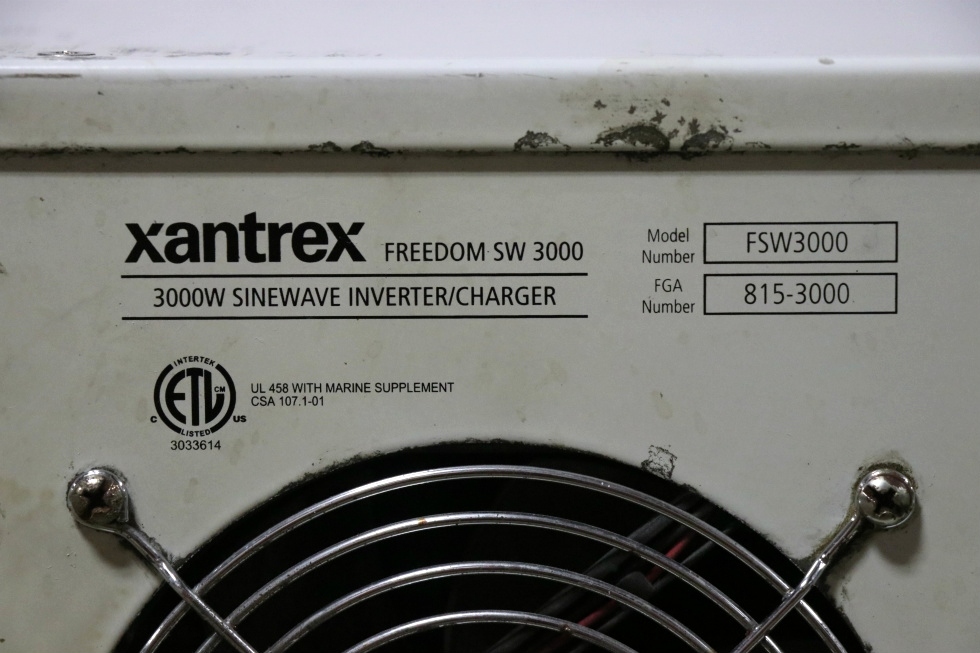 xantrex FREEDOM SW 3000
3000W SINEWAVE INVERTER/CHARGER
Model Number FSW3000
FGA Number 815-3000
INTERTEK
ETL CM
C US
LISTED
3033614
UL 458 WITH MARINE SUPPLEMENT
CSA 107.1-01